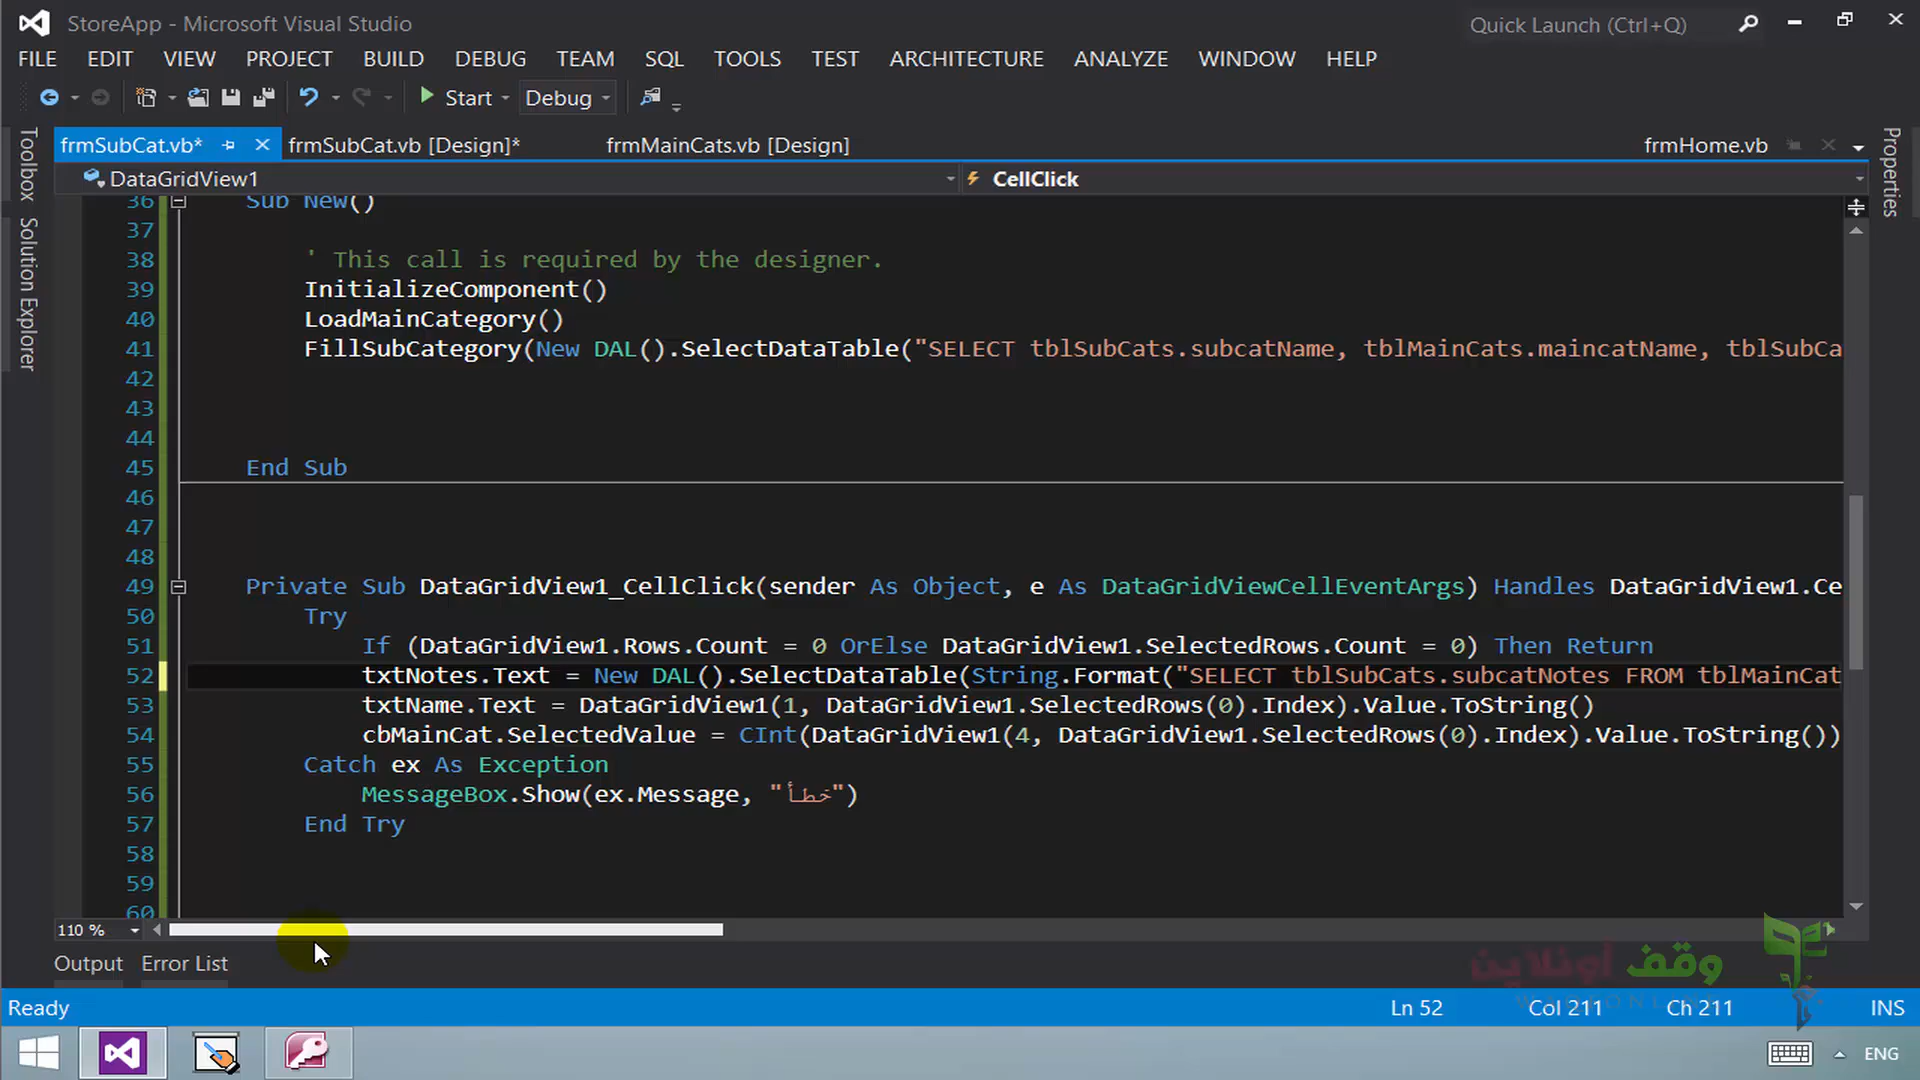 StoreApp - Microsoft Visual Studio
Quick Launch (Ctrl+Q)
FILE EDIT VIEW PROJECT BUILD DEBUG TEAM SQL TOOLS TEST ARCHITECTURE ANALYZE WINDOW HELP
Start Debug
frmSubCat.vb* frmSubCat.vb [Design]* frmMainCats.vb [Design] frmHome.vb
Toolbox
Solution Explorer
Properties
DataGridView1 CellClick
36 Sub New()
37
38 ' This call is required by the designer.
39 InitializeComponent()
40 LoadMainCategory()
41 FillSubCategory(New DAL().SelectDataTable("SELECT tblSubCats.subcatName, tblMainCats.maincatName, tblSubCa
42
43
44
45 End Sub
46
47
48
49 Private Sub DataGridView1_CellClick(sender As Object, e As DataGridViewCellEventArgs) Handles DataGridView1.Ce
50 Try
51 If (DataGridView1.Rows.Count = 0 OrElse DataGridView1.SelectedRows.Count = 0) Then Return
52 txtNotes.Text = New DAL().SelectDataTable(String.Format("SELECT tblSubCats.subcatNotes FROM tblMainCat
53 txtName.Text = DataGridView1(1, DataGridView1.SelectedRows(0).Index).Value.ToString()
54 cbMainCat.SelectedValue = CInt(DataGridView1(4, DataGridView1.SelectedRows(0).Index).Value.ToString())
55 Catch ex As Exception
56 MessageBox.Show(ex.Message, "خطأ")
57 End Try
58
59
60
110 %
Output Error List
وقف أونلاين
Ready Ln 52 Col 211 Ch 211 INS
ENG